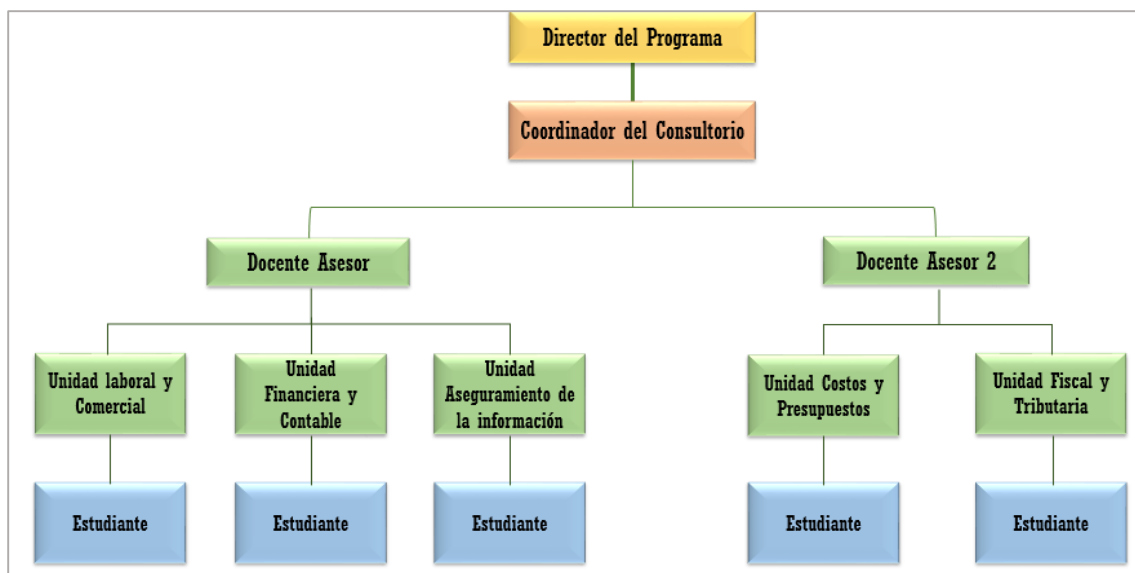 Director del Programa
Coordinador del Consultorio
Docente Asesor
Docente Asesor 2
Unidad laboral y
Comercial
Unidad
Financiera y
Contable
Unidad
Aseguramiento de
la información
Unidad Costos y
Presupuestos
Unidad Fiscal y
Tributaria
Estudiante
Estudiante
Estudiante
Estudiante
Estudiante